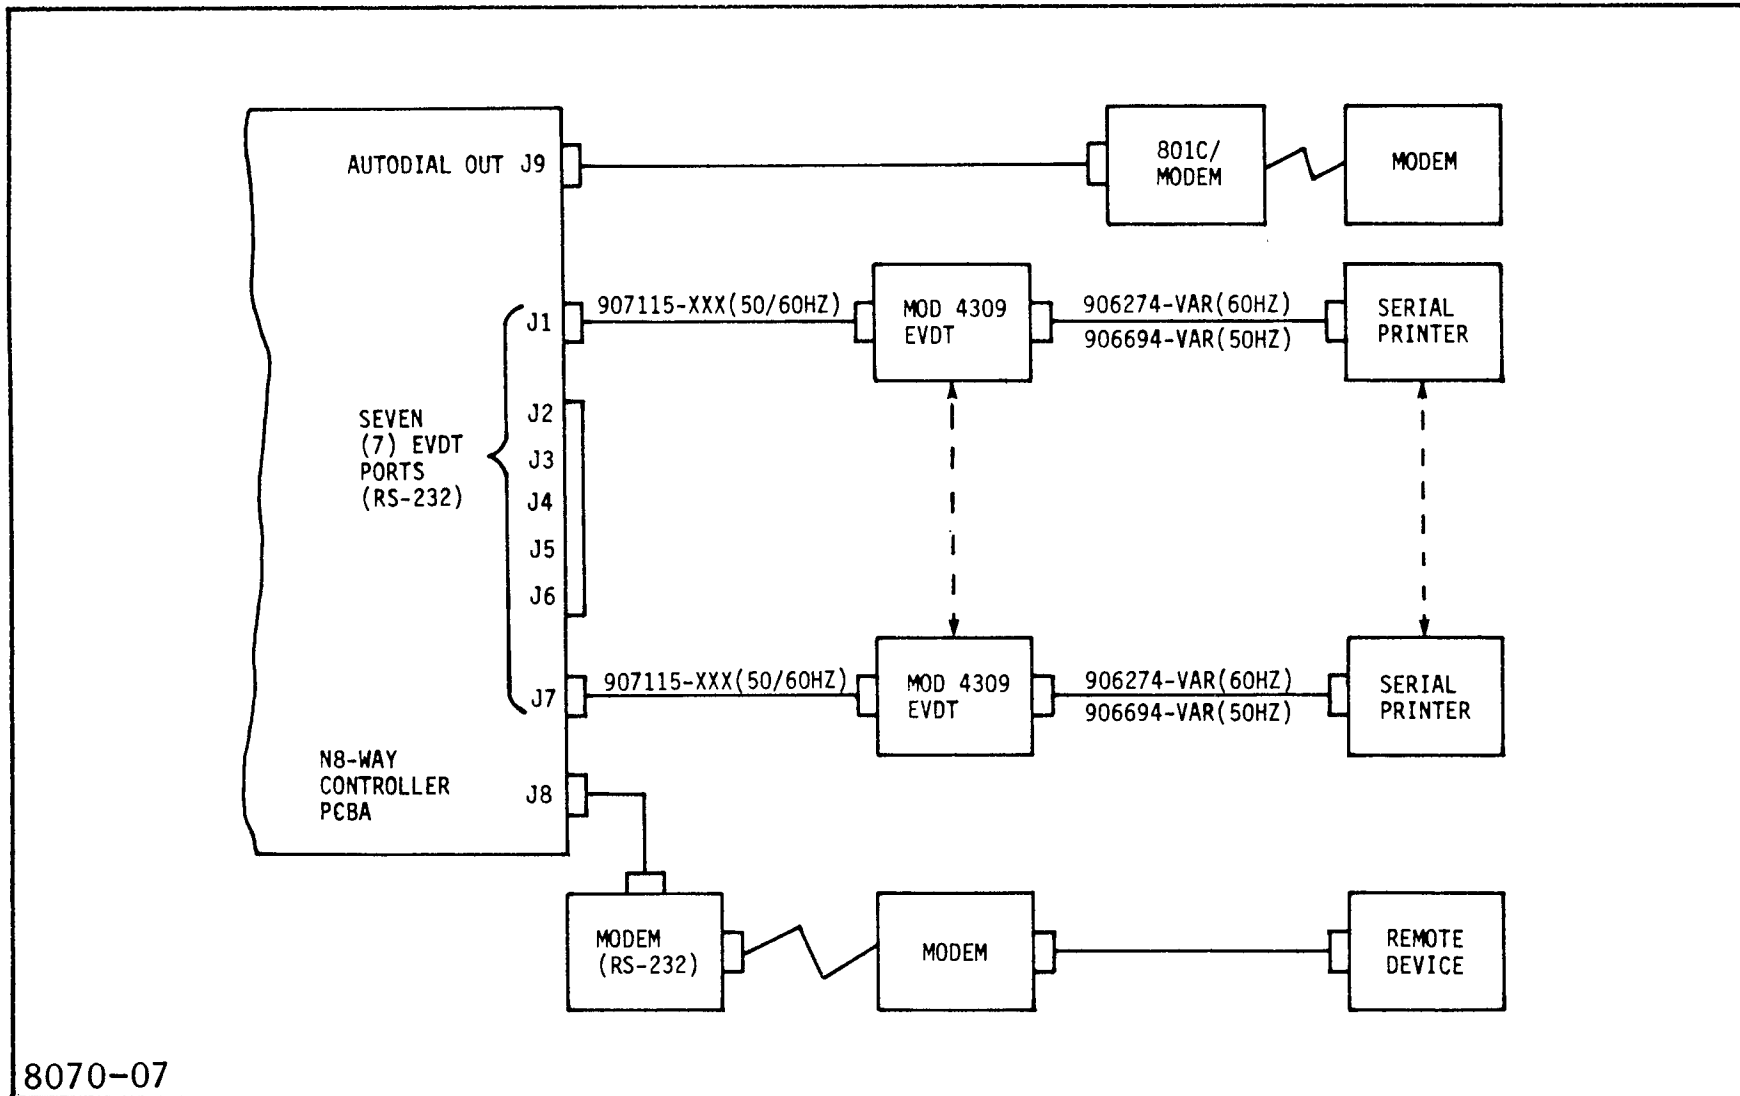 AUTODIAL OUT J9
801C/
MODEM
MODEM
J1
907115-XXX(50/60HZ)
MOD 4309
EVDT
906274-VAR(60HZ)
906694-VAR(50HZ)
SERIAL
PRINTER
SEVEN
(7) EVDT
PORTS
(RS-232)
J2
J3
J4
J5
J6
J7
907115-XXX(50/60HZ)
MOD 4309
EVDT
906274-VAR(60HZ)
906694-VAR(50HZ)
SERIAL
PRINTER
N8-WAY
CONTROLLER
PCBA
J8
MODEM
(RS-232)
MODEM
REMOTE
DEVICE
8070-07